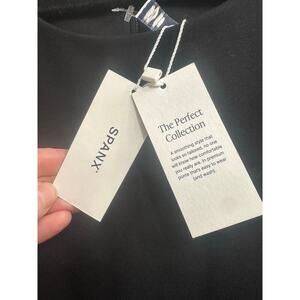 SPANX
The Perfect
Collection
A smoothing style that
looks so tailored, no one
will know how comfortable
you really are. In premium
ponte that's easy to wear
(and wash).